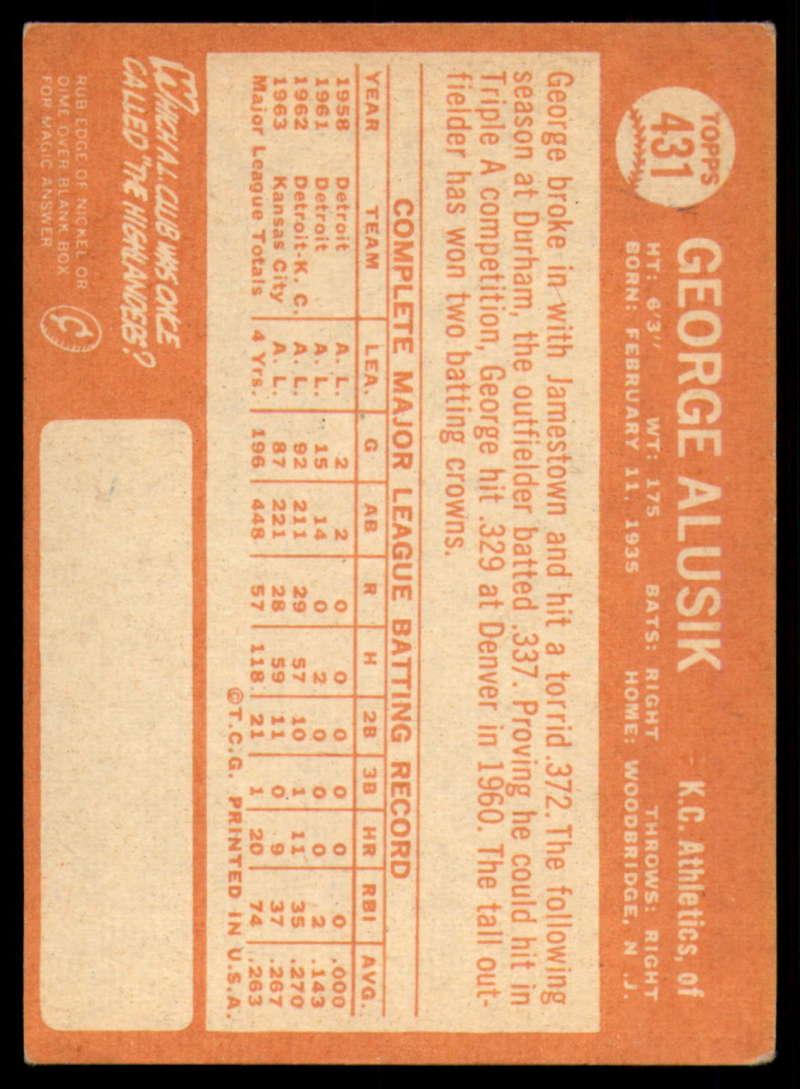 TOPPS
431
GEORGE ALUSIK K.C. Athletics, of
HT: 6'3" WT: 175 BATS: RIGHT THROWS: RIGHT
BORN: FEBRUARY 11, 1935 HOME: WOODBRIDGE, N.J.
George broke in with Jamestown and hit a torrid .372. The following
season at Durham, the outfielder batted .337. Proving he could hit in
Triple A competition, George hit .329 at Denver in 1960. The tall out-
fielder has won two batting crowns.
COMPLETE MAJOR LEAGUE BATTING RECORD
YEAR TEAM LEA. G AB R H 2B 3B HR RBI AVG.
1958 Detroit A. L. 2 2 0 0 0 0 0 0 .000
1961 Detroit A. L. 15 14 0 2 0 0 0 2 .143
1962 Detroit-K. C. A. L. 92 211 29 57 10 1 11 35 .270
1963 Kansas City A. L. 87 221 28 59 11 0 9 37 .267
Major League Totals 4 Yrs. 196 448 57 118 21 1 20 74 .263
©T.C.G. PRINTED IN U.S.A.
WHICH A.L. CLUB WAS ONCE
CALLED "THE HIGHLANDERS?
RUB EDGE OF NICKEL OR
DIME OVER BLANK BOX
FOR MAGIC ANSWER